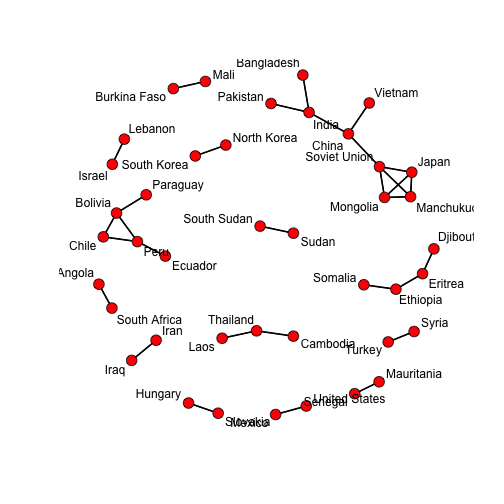 Bangladesh
Mali
Burkina Faso
Pakistan
Vietnam
India
Lebanon
North Korea
China
Soviet Union
Japan
South Korea
Israel
Paraguay
Bolivia
Mongolia
Manchukuo
South Sudan
Sudan
Djibouti
Chile
Peru
Ecuador
Angola
Somalia
Eritrea
Ethiopia
South Africa
Thailand
Iran
Laos
Cambodia
Syria
Turkey
Iraq
Mauritania
Hungary
United States
Senegal
Slovakia
Mexico